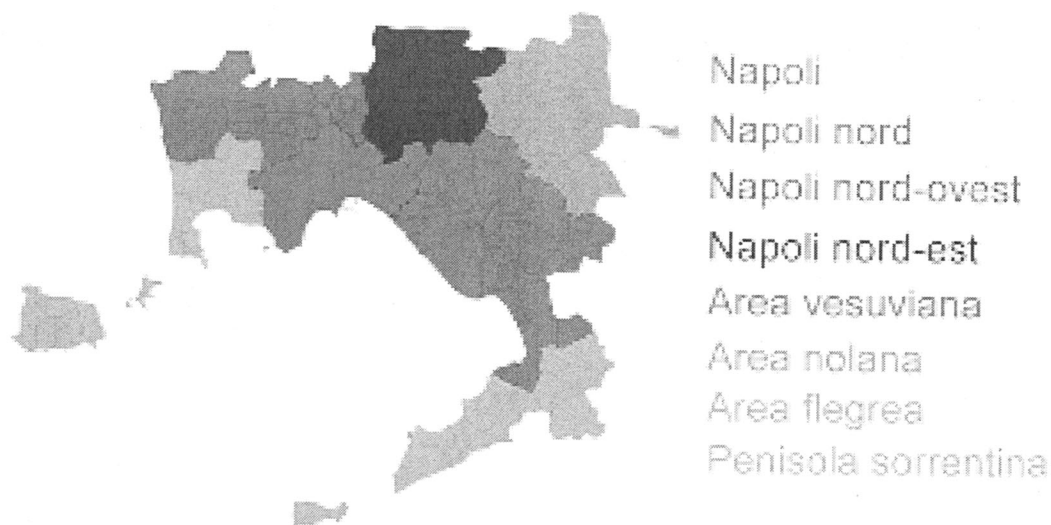 Napoli
Napoli nord
Napoli nord-ovest
Napoli nord-est
Area vesuviana
Area nolana
Area flegrea
Penisola sorrentina